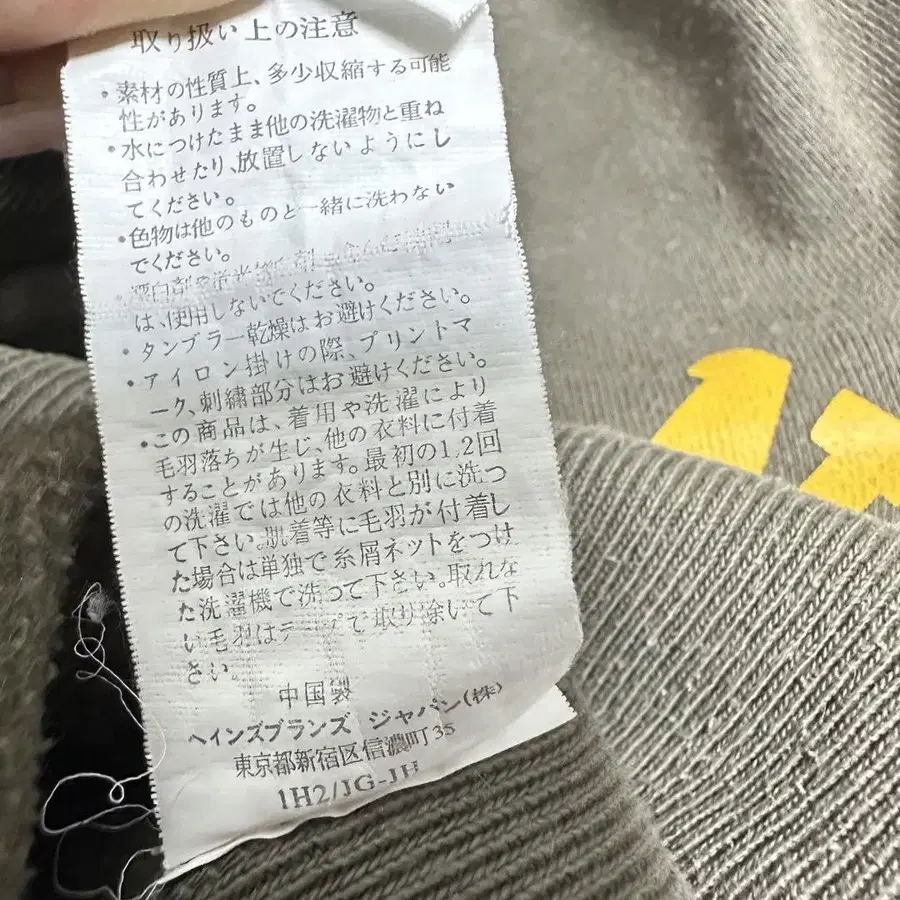 取り扱い上の注意
・素材の性質上、多少収縮する可能
性があります。
・水につけたまま他の洗濯物と重ね
合わせたり、放置しないようにし
てください。
・色物は他のものと一緒に洗わない
でください。
・漂白剤や蛍光
は、使用しないでください。
・タンブラー乾燥はお避けください。
・アイロン掛けの際、プリントマ
ーク、刺繍部分はお避けください。
・この商品は、着用や洗濯により
毛羽落ちが生じ、他の衣料に付着
することがあります。最初の1,2回
の洗濯では他の衣料と別に洗っ
て下さい。肌着等に毛羽が付着し
た場合は単独で糸屑ネットをつけ
た洗濯機で洗って下さい。取れな
い毛羽はテープで取り除いて下
さい。
中国製
ヘインズブランズ ジャパン(株)
東京都新宿区信濃町35
1H2/JG-JH